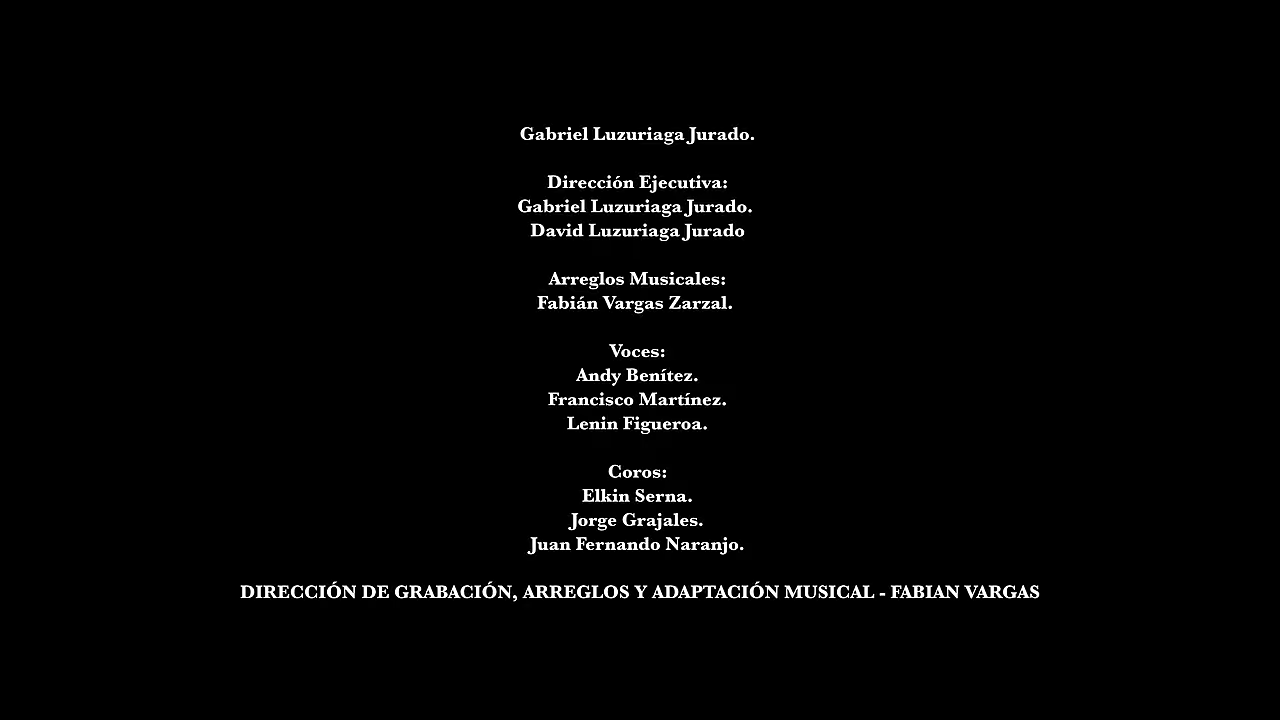 Gabriel Luzuriaga Jurado.
Dirección Ejecutiva:
Gabriel Luzuriaga Jurado.
David Luzuriaga Jurado
Arreglos Musicales:
Fabián Vargas Zarzal.
Voces:
Andy Benítez.
Francisco Martínez.
Lenin Figueroa.
Coros:
Elkin Serna.
Jorge Grajales.
Juan Fernando Naranjo.
DIRECCIÓN DE GRABACIÓN, ARREGLOS Y ADAPTACIÓN MUSICAL - FABIAN VARGAS